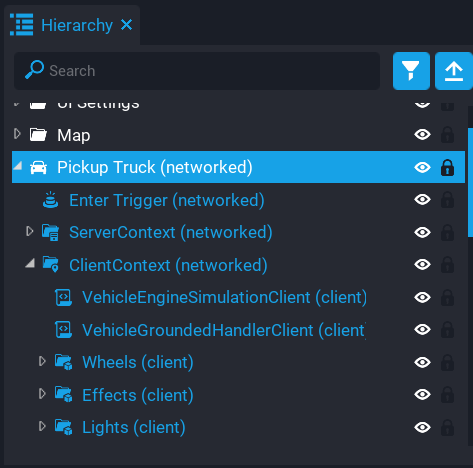 Hierarchy
Search
UI Settings
Map
Pickup Truck (networked)
Enter Trigger (networked)
ServerContext (networked)
ClientContext (networked)
VehicleEngineSimulationClient (client)
VehicleGroundedHandlerClient (client
Wheels (client)
Effects (client)
Lights (client)